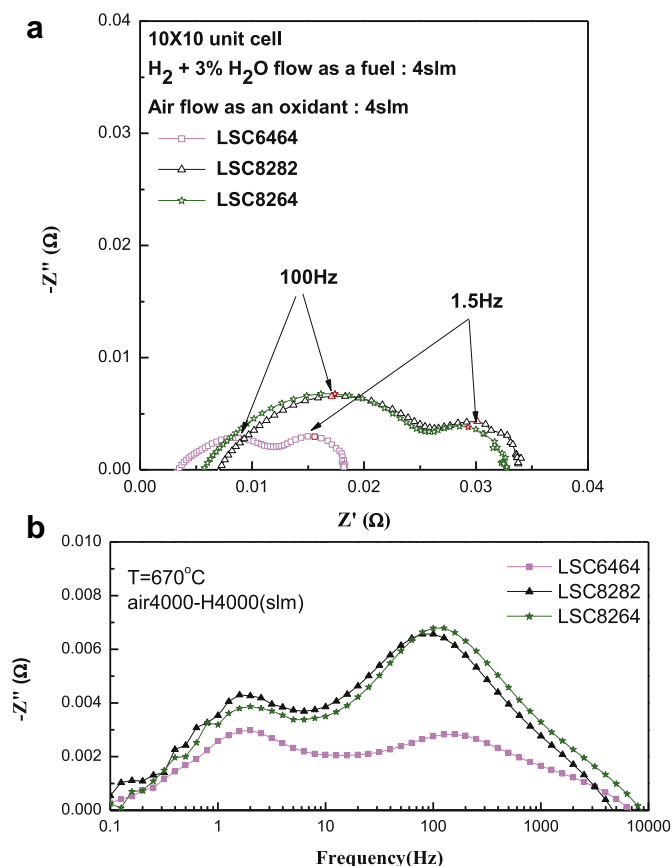 a
10X10 unit cell
H₂ + 3% H₂O flow as a fuel : 4slm
Air flow as an oxidant : 4slm
LSC6464
LSC8282
LSC8264
100Hz
1.5Hz
0.04
0.03
0.02
0.01
0.00
-Z" (Ω)
0.00 0.01 0.02 0.03 0.04
Z' (Ω)
b
T=670°C
air4000-H4000(slm)
LSC6464
LSC8282
LSC8264
0.010
0.008
0.006
0.004
0.002
0.000
-Z" (Ω)
0.1 1 10 100 1000 10000
Frequency(Hz)